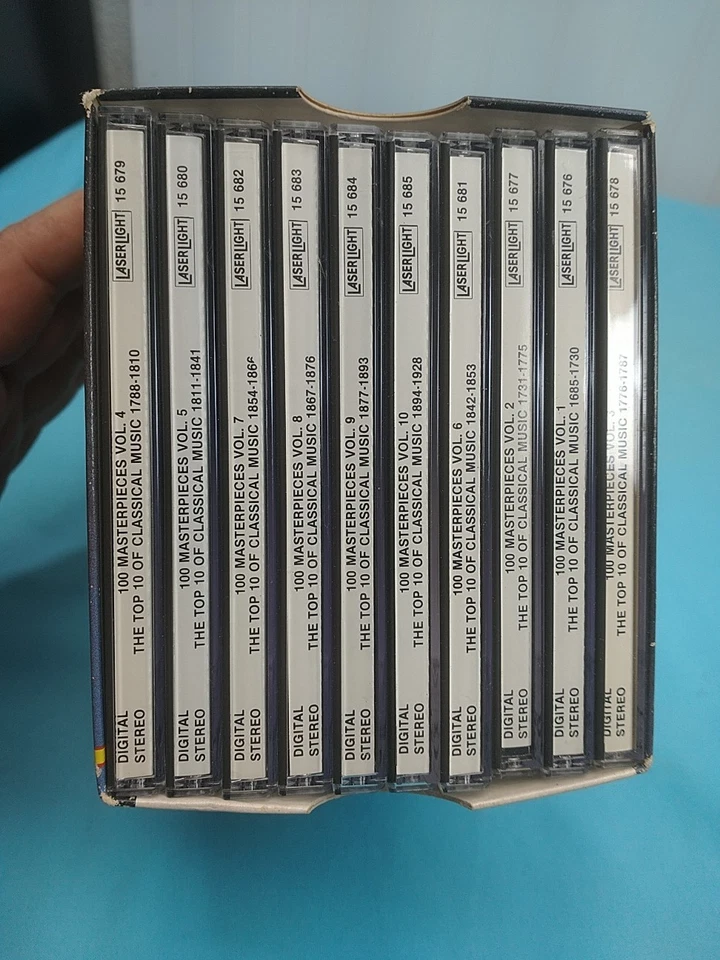 DIGITAL STEREO
100 MASTERPIECES VOL. 4
THE TOP 10 OF CLASSICAL MUSIC 1788-1810
LASERLIGHT 15 679
DIGITAL STEREO
100 MASTERPIECES VOL. 5
THE TOP 10 OF CLASSICAL MUSIC 1811-1841
LASERLIGHT 15 680
DIGITAL STEREO
100 MASTERPIECES VOL. 7
THE TOP 10 OF CLASSICAL MUSIC 1854-1866
LASERLIGHT 15 682
DIGITAL STEREO
100 MASTERPIECES VOL. 8
THE TOP 10 OF CLASSICAL MUSIC 1867-1876
LASERLIGHT 15 683
DIGITAL STEREO
100 MASTERPIECES VOL. 9
THE TOP 10 OF CLASSICAL MUSIC 1877-1893
LASERLIGHT 15 684
DIGITAL STEREO
100 MASTERPIECES VOL. 10
THE TOP 10 OF CLASSICAL MUSIC 1894-1928
LASERLIGHT 15 685
DIGITAL STEREO
100 MASTERPIECES VOL. 6
THE TOP 10 OF CLASSICAL MUSIC 1842-1853
LASERLIGHT 15 681
DIGITAL STEREO
100 MASTERPIECES VOL. 2
THE TOP 10 OF CLASSICAL MUSIC 1731-1775
LASERLIGHT 15 677
DIGITAL STEREO
100 MASTERPIECES VOL. 1
THE TOP 10 OF CLASSICAL MUSIC 1685-1730
LASERLIGHT 15 676
DIGITAL STEREO
100 MASTERPIECES VOL. 3
THE TOP 10 OF CLASSICAL MUSIC 1776-1787
LASERLIGHT 15 678